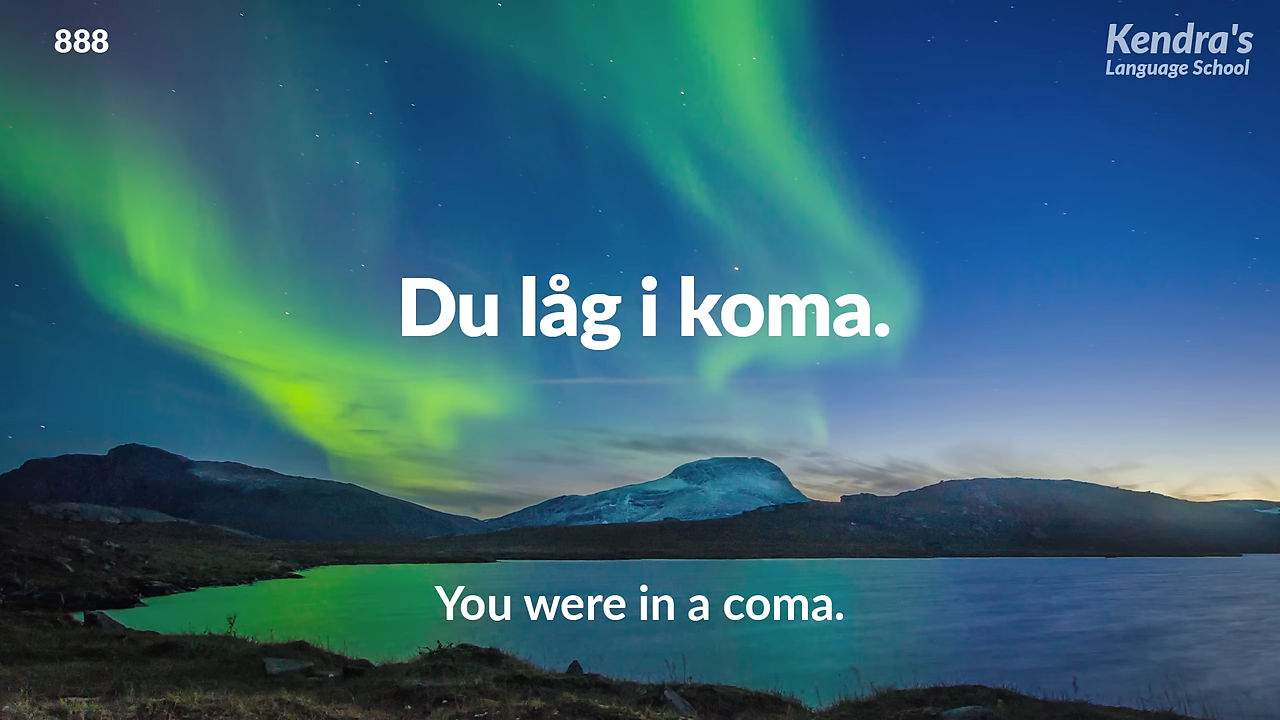 888
Kendra's
Language School
Du låg i koma.
You were in a coma.